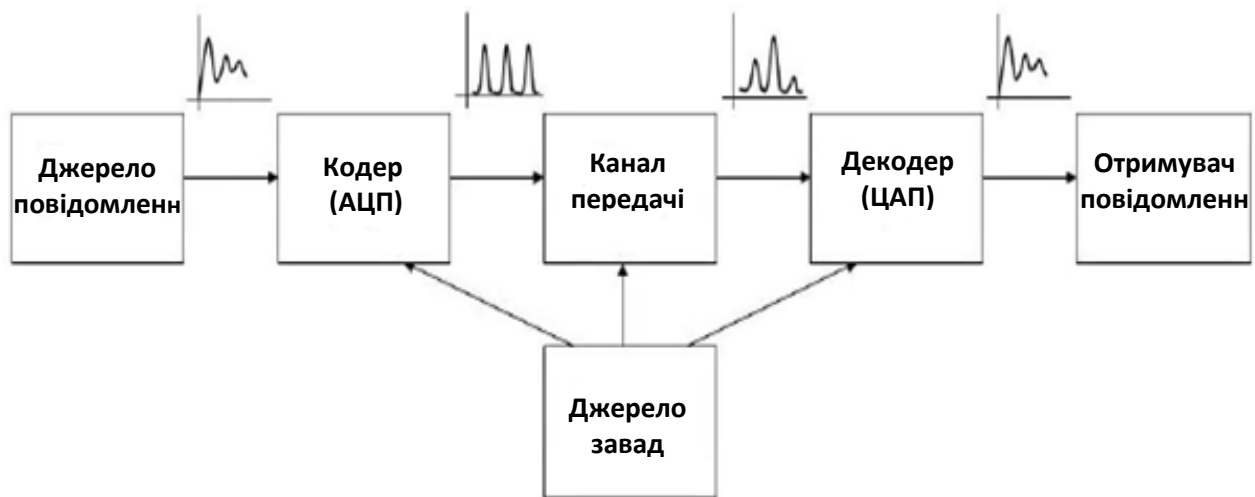 Джерело
повідомленн
Кодер
(АЦП)
Канал
передачі
Декодер
(ЦАП)
Отримувач
повідомленн
Джерело
завад